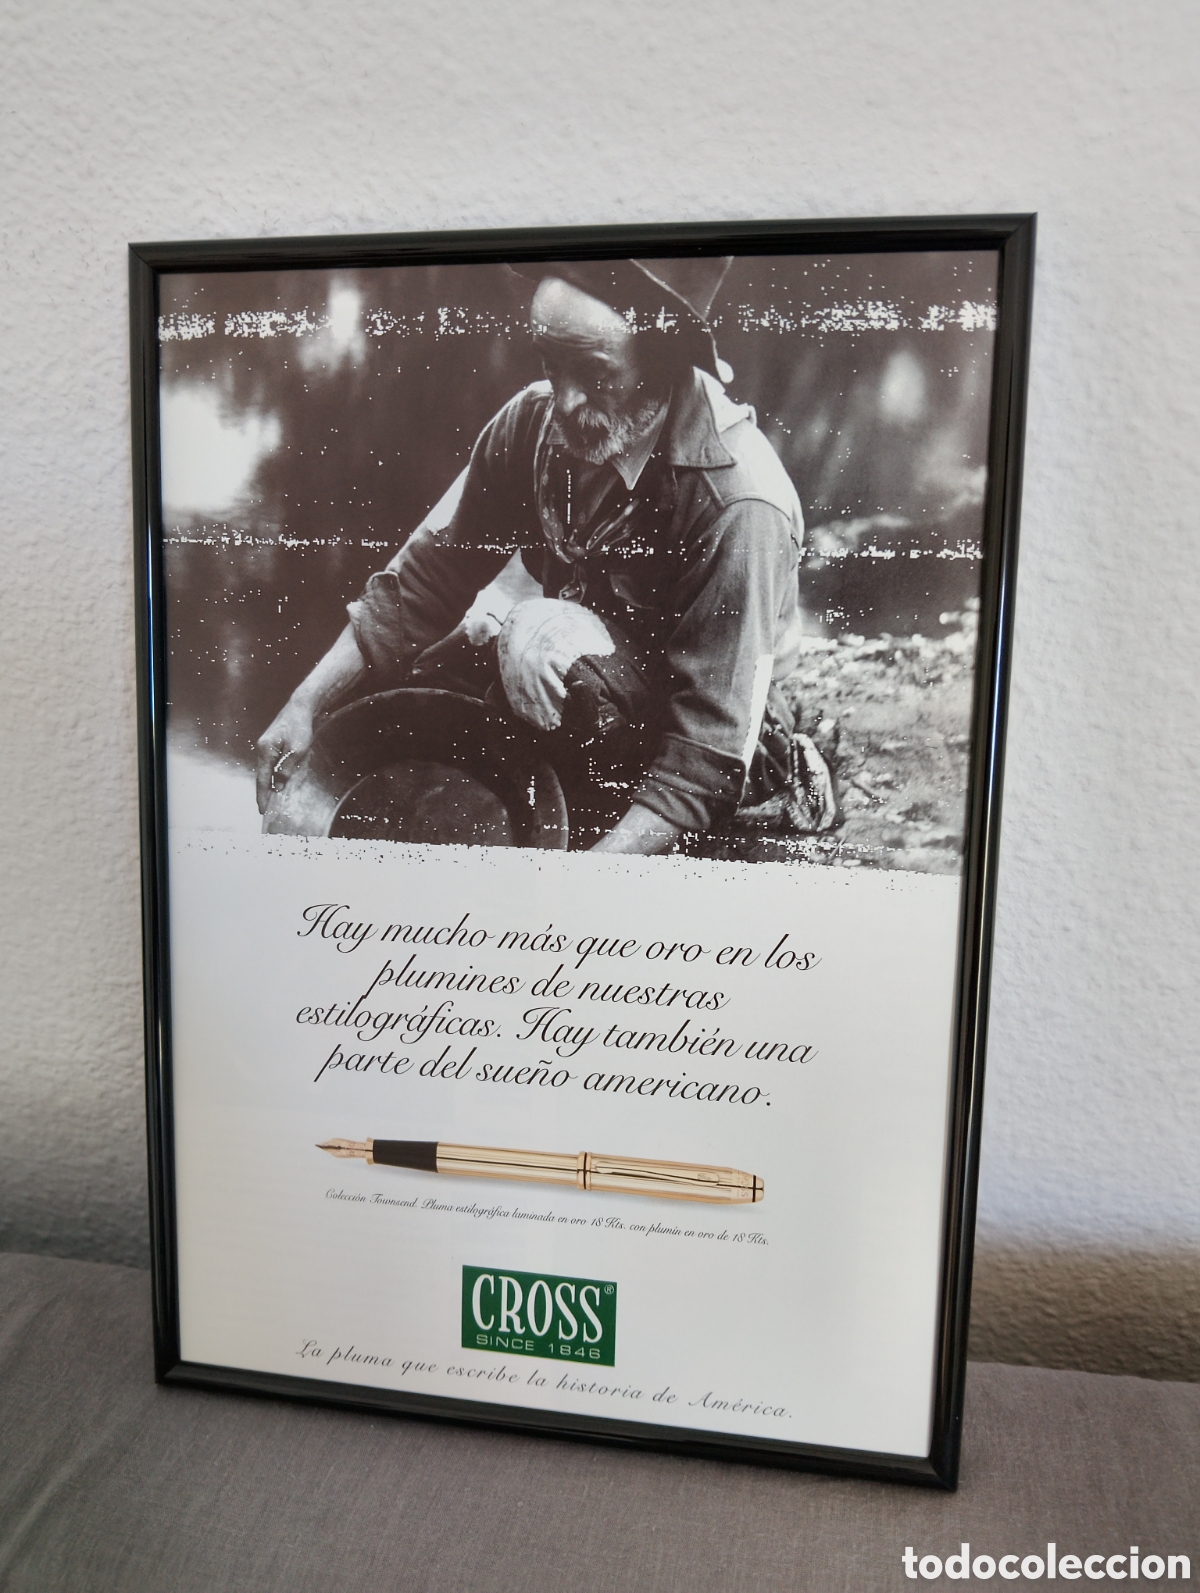 Hay mucho más que oro en los
plumines de nuestras
estilográficas. Hay también una
parte del sueño americano.
Colección Townsend. Pluma estilográfica laminada en oro 18 Kts. con plumín en oro de 18 Kts.
CROSS®
SINCE 1846
La pluma que escribe la historia de América.
todocoleccion